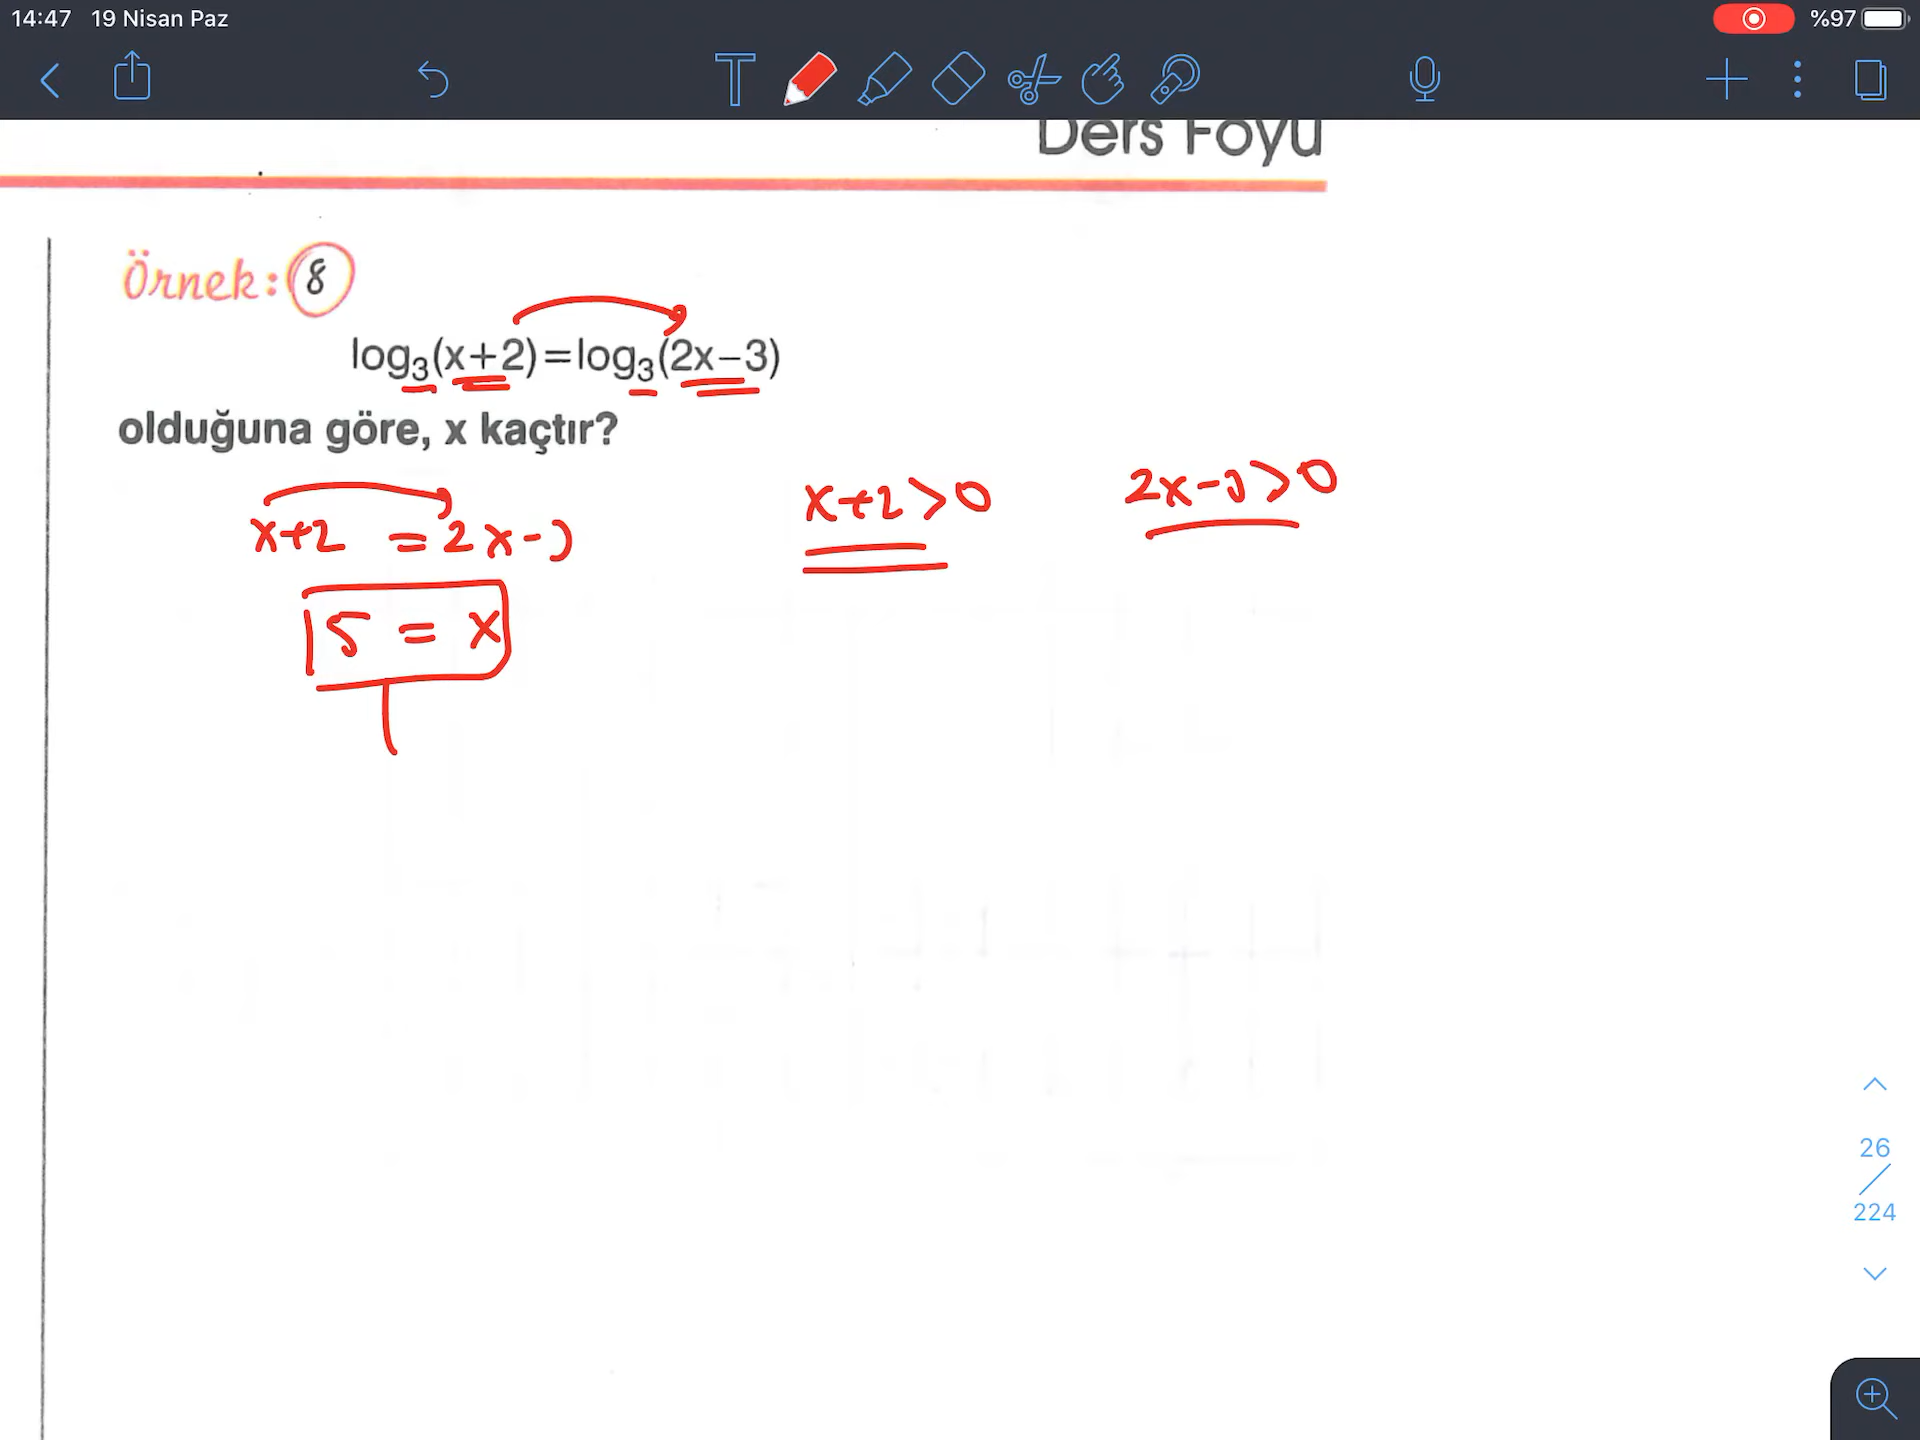 14:47 19 Nisan Paz %97
Ders Föyü
Örnek: 8
log₃(x+2)=log₃(2x−3)
olduğuna göre, x kaçtır?
x+2 = 2x-3
x+2>0
2x-3>0
5 = x
26
224